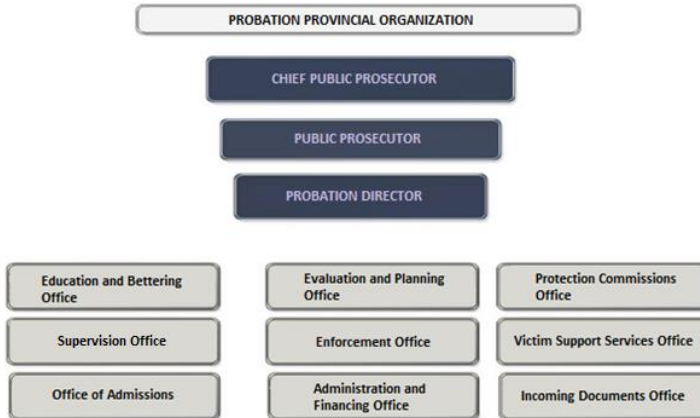 PROBATION PROVINCIAL ORGANIZATION
CHIEF PUBLIC PROSECUTOR
PUBLIC PROSECUTOR
PROBATION DIRECTOR
Education and Bettering
Office
Evaluation and Planning
Office
Protection Commissions
Office
Supervision Office
Enforcement Office
Victim Support Services Office
Office of Admissions
Administration and
Financing Office
Incoming Documents Office